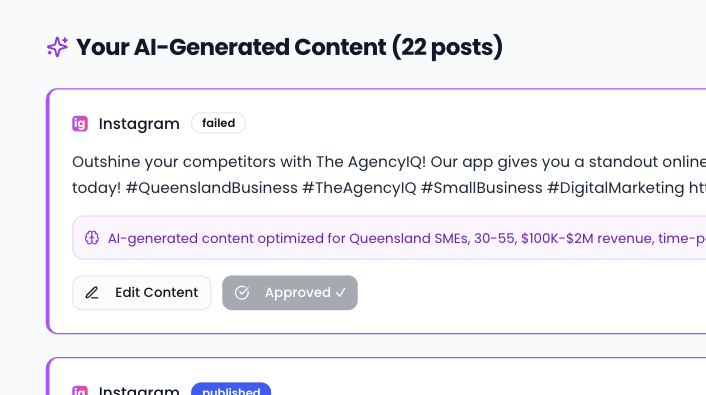 Your AI-Generated Content (22 posts)
ig Instagram failed
Outshine your competitors with The AgencyIQ! Our app gives you a standout online
today! #QueenslandBusiness #TheAgencyIQ #SmallBusiness #DigitalMarketing htt
AI-generated content optimized for Queensland SMEs, 30-55, $100K-$2M revenue, time-p
Edit Content Approved ✓
ig Instagram published